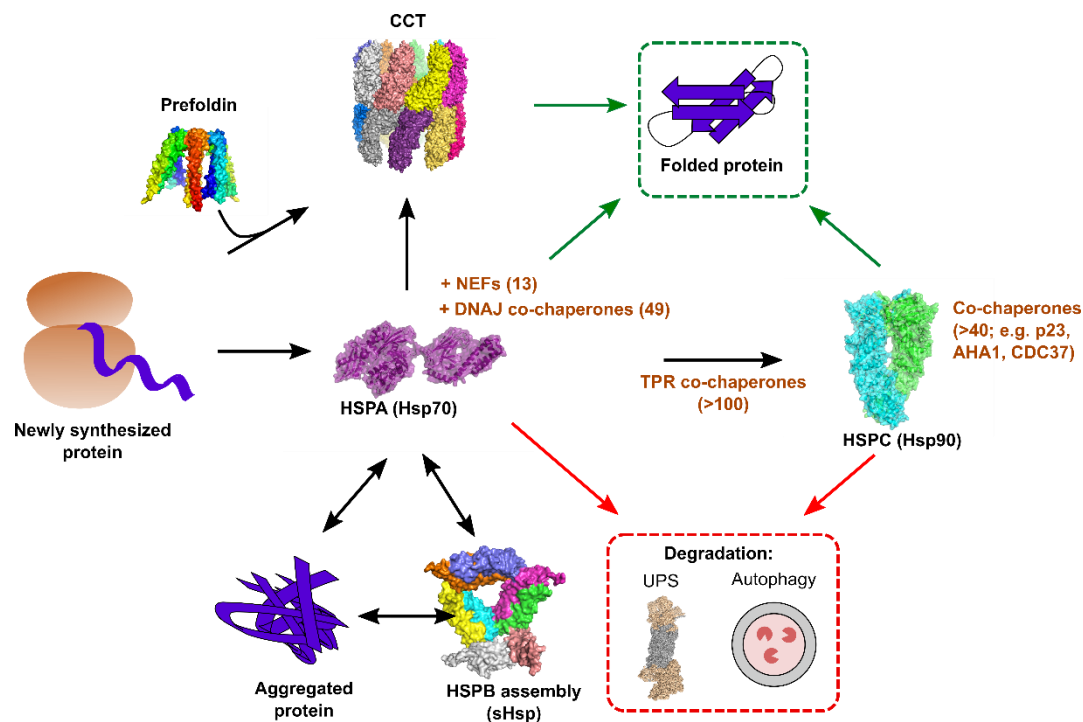 CCT
Prefoldin
Folded protein
+ NEFs (13)
+ DNAJ co-chaperones (49)
Co-chaperones
(>40; e.g. p23,
AHA1, CDC37)
TPR co-chaperones
(>100)
HSPA (Hsp70)
Newly synthesized
protein
HSPC (Hsp90)
Degradation:
UPS
Autophagy
Aggregated
protein
HSPB assembly
(sHsp)